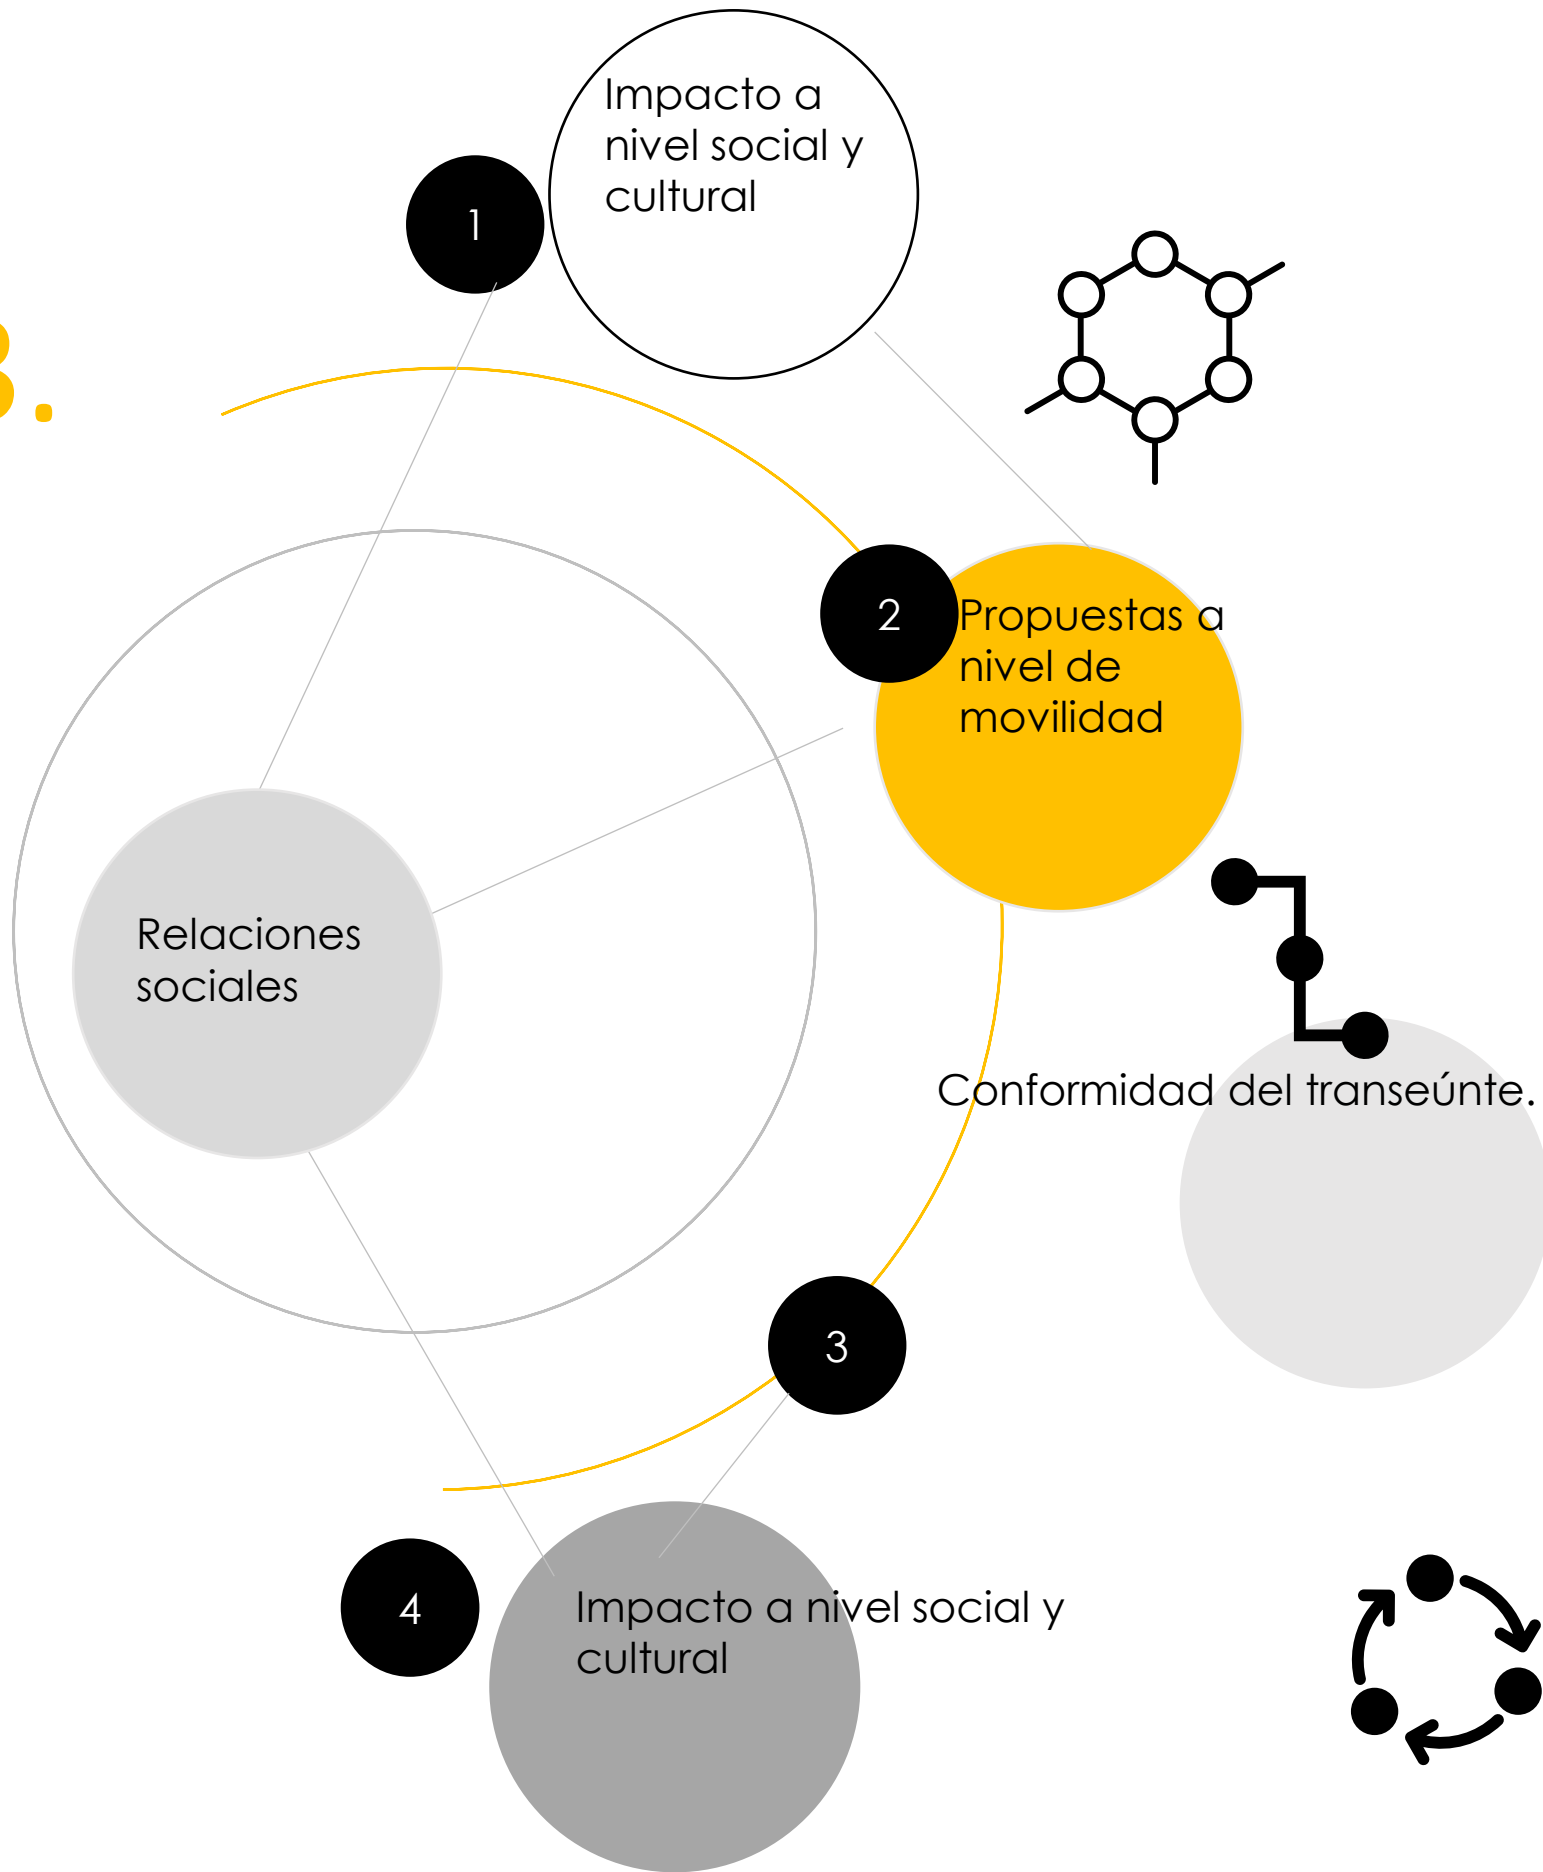 1
Impacto a
nivel social y
cultural
2
Propuestas a
nivel de
movilidad
Relaciones
sociales
Conformidad del transeúnte.
3
4
Impacto a nivel social y
cultural